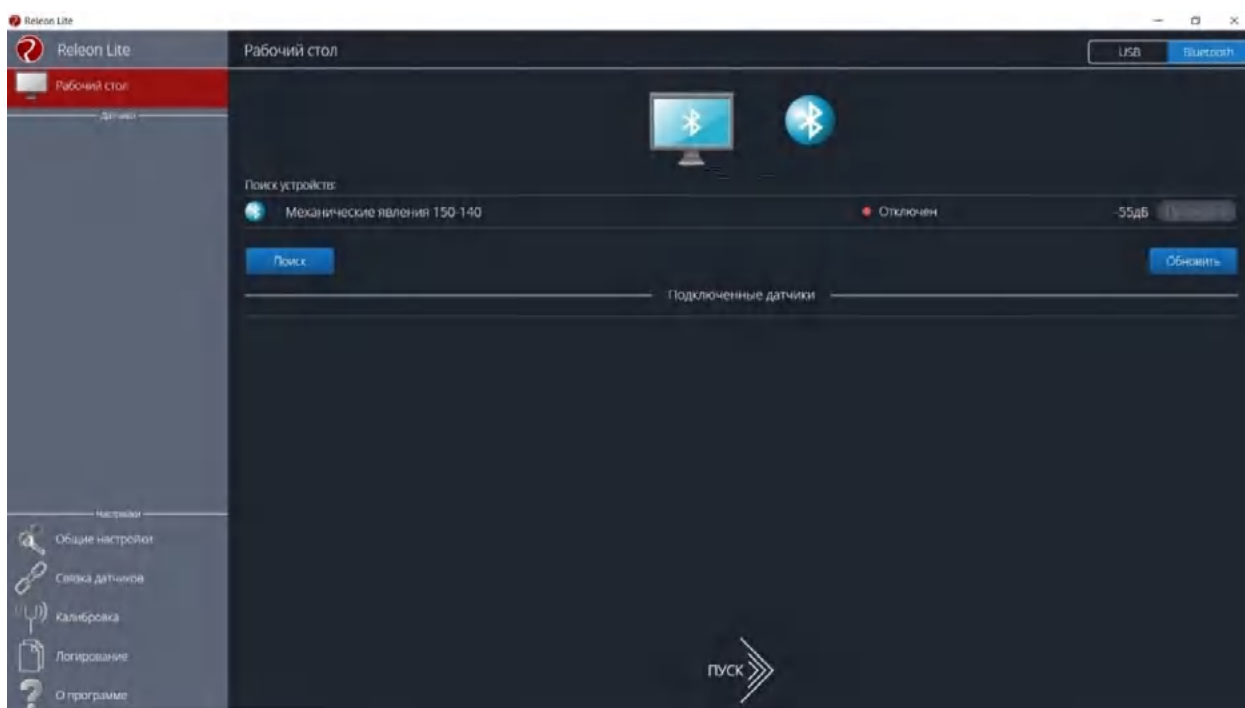 Releon Lite
Releon Lite
Рабочий стол
USB
Bluetooth
Рабочий стол
Датчики
Поиск устройств:
Механические явления 150-140
Отключен
-55дБ
Поиск
Обновить
Подключенные датчики
Настройки
Общие настройки
Связка датчиков
Калибровка
Логирование
О программе
ПУСК